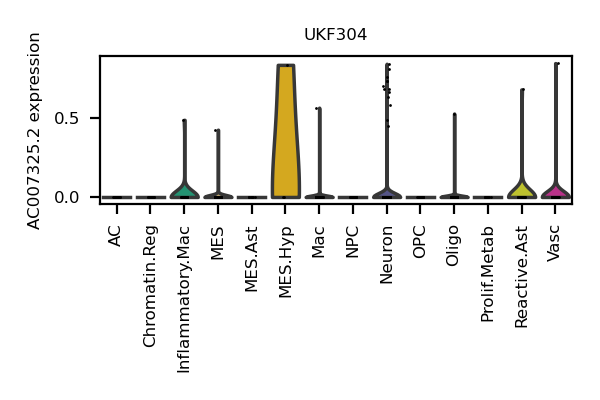 UKF304
AC007325.2 expression
0.5
0.0
AC
Chromatin.Reg
Inflammatory.Mac
MES
MES.Ast
MES.Hyp
Mac
NPC
Neuron
OPC
Oligo
Prolif.Metab
Reactive.Ast
Vasc